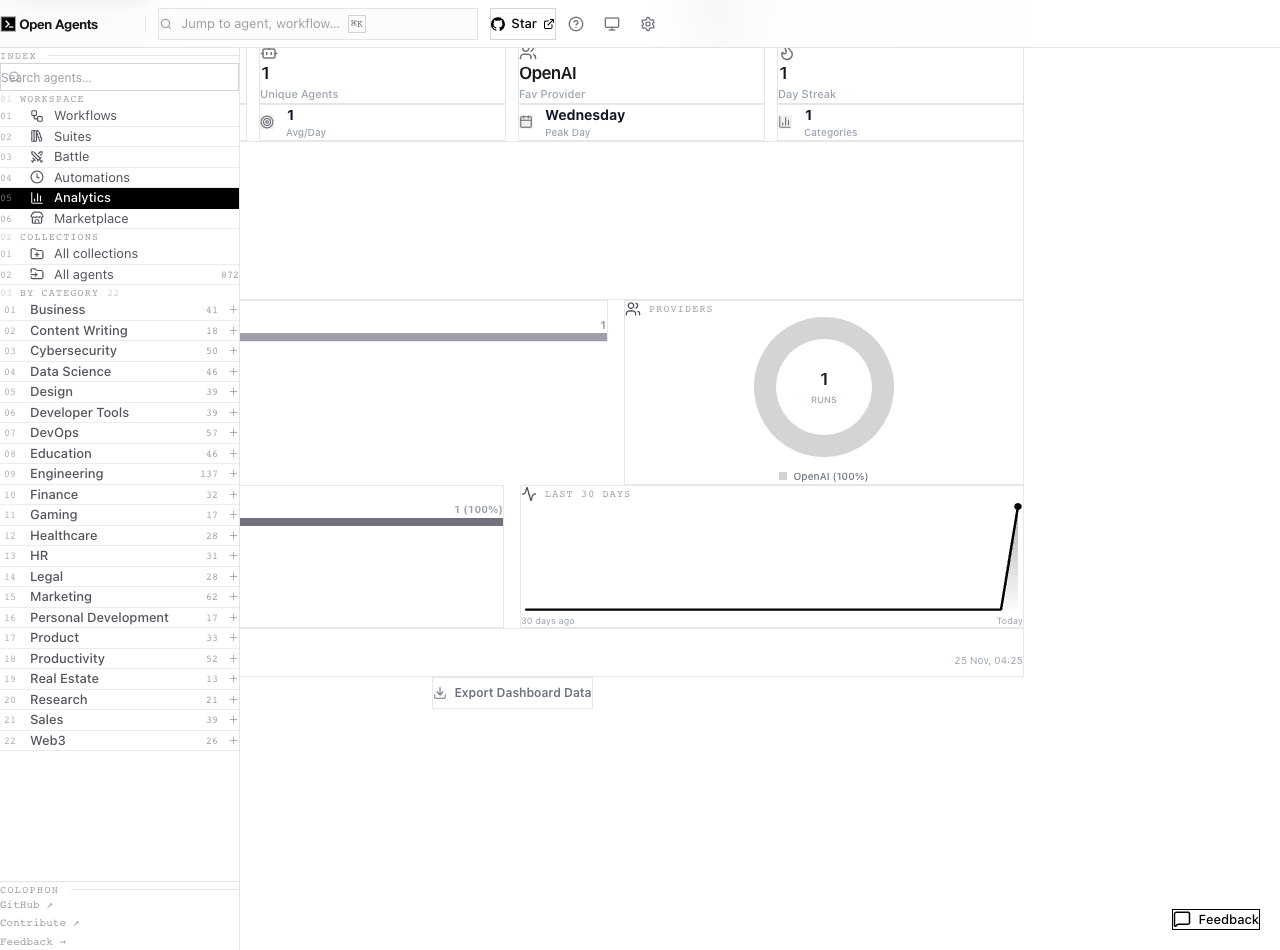 Open Agents
Jump to agent, workflow... ⌘K
Star
INDEX
Search agents...
01 WORKSPACE
01 Workflows
02 Suites
03 Battle
04 Automations
05 Analytics
06 Marketplace
02 COLLECTIONS
01 All collections
02 All agents 872
03 BY CATEGORY 22
01 Business 41 +
02 Content Writing 18 +
03 Cybersecurity 50 +
04 Data Science 46 +
05 Design 39 +
06 Developer Tools 39 +
07 DevOps 57 +
08 Education 46 +
09 Engineering 137 +
10 Finance 32 +
11 Gaming 17 +
12 Healthcare 28 +
13 HR 31 +
14 Legal 28 +
15 Marketing 62 +
16 Personal Development 17 +
17 Product 33 +
18 Productivity 52 +
19 Real Estate 13 +
20 Research 21 +
21 Sales 39 +
22 Web3 26 +
COLOPHON
GitHub ↗
Contribute ↗
Feedback →
1
Unique Agents
OpenAI
Fav Provider
1
Day Streak
1
Avg/Day
Wednesday
Peak Day
1
Categories
1
PROVIDERS
1
RUNS
OpenAI (100%)
1 (100%)
LAST 30 DAYS
30 days ago
Today
25 Nov, 04:25
Export Dashboard Data
Feedback